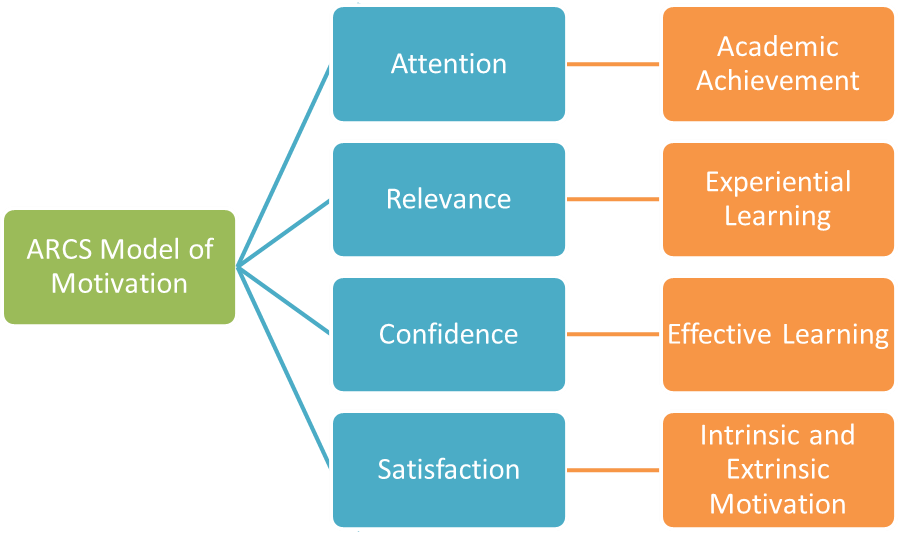 ARCS Model of
Motivation
Attention
Academic
Achievement
Relevance
Experiential
Learning
Confidence
Effective Learning
Satisfaction
Intrinsic and
Extrinsic
Motivation